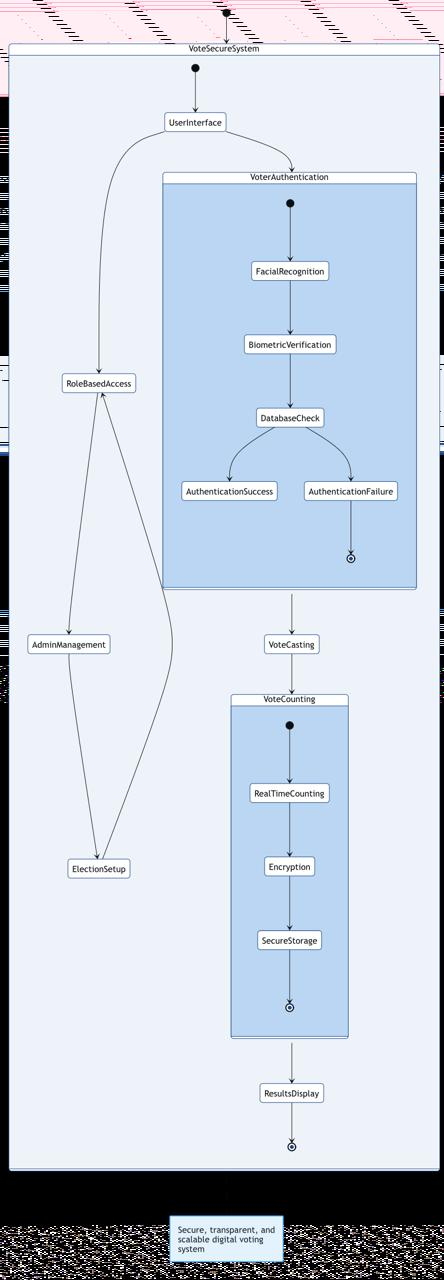 VoteSecureSystem
UserInterface
VoterAuthentication
FacialRecognition
BiometricVerification
RoleBasedAccess
DatabaseCheck
AuthenticationSuccess
AuthenticationFailure
AdminManagement
VoteCasting
VoteCounting
RealTimeCounting
ElectionSetup
Encryption
SecureStorage
ResultsDisplay
Secure, transparent, and
scalable digital voting
system